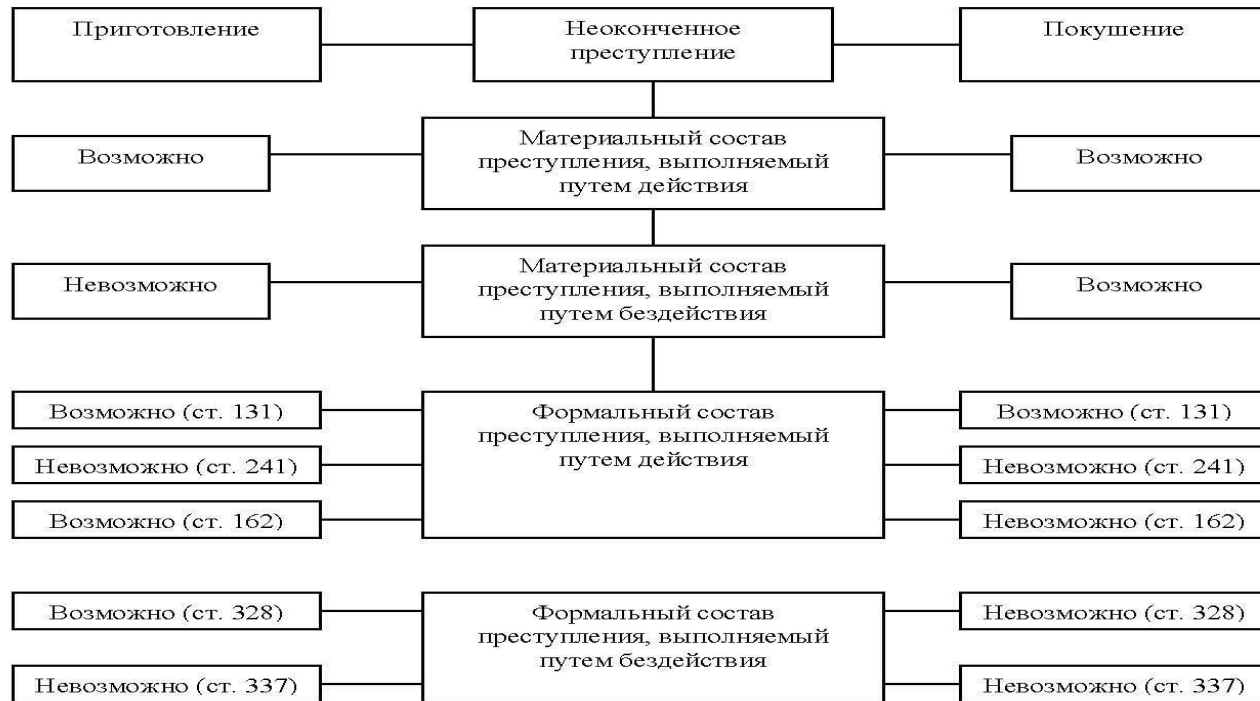 Приготовление
Неоконченное
преступление
Покушение
Возможно
Материальный состав
преступления, выполняемый
путем действия
Возможно
Невозможно
Материальный состав
преступления, выполняемый
путем бездействия
Возможно
Возможно (ст. 131)
Невозможно (ст. 241)
Возможно (ст. 162)
Формальный состав
преступления, выполняемый
путем действия
Возможно (ст. 131)
Невозможно (ст. 241)
Невозможно (ст. 162)
Возможно (ст. 328)
Невозможно (ст. 337)
Формальный состав
преступления, выполняемый
путем бездействия
Невозможно (ст. 328)
Невозможно (ст. 337)